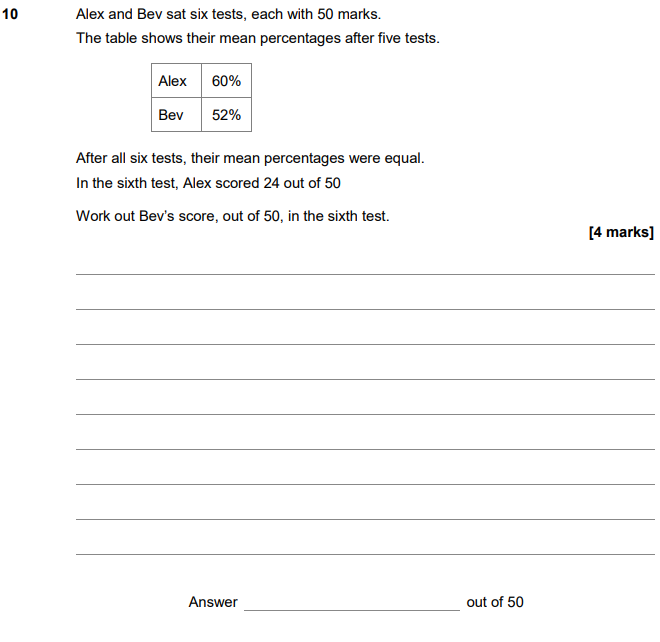 10 Alex and Bev sat six tests, each with 50 marks.
The table shows their mean percentages after five tests.
Alex 60%
Bev 52%
After all six tests, their mean percentages were equal.
In the sixth test, Alex scored 24 out of 50
Work out Bev's score, out of 50, in the sixth test.
[4 marks]
Answer out of 50